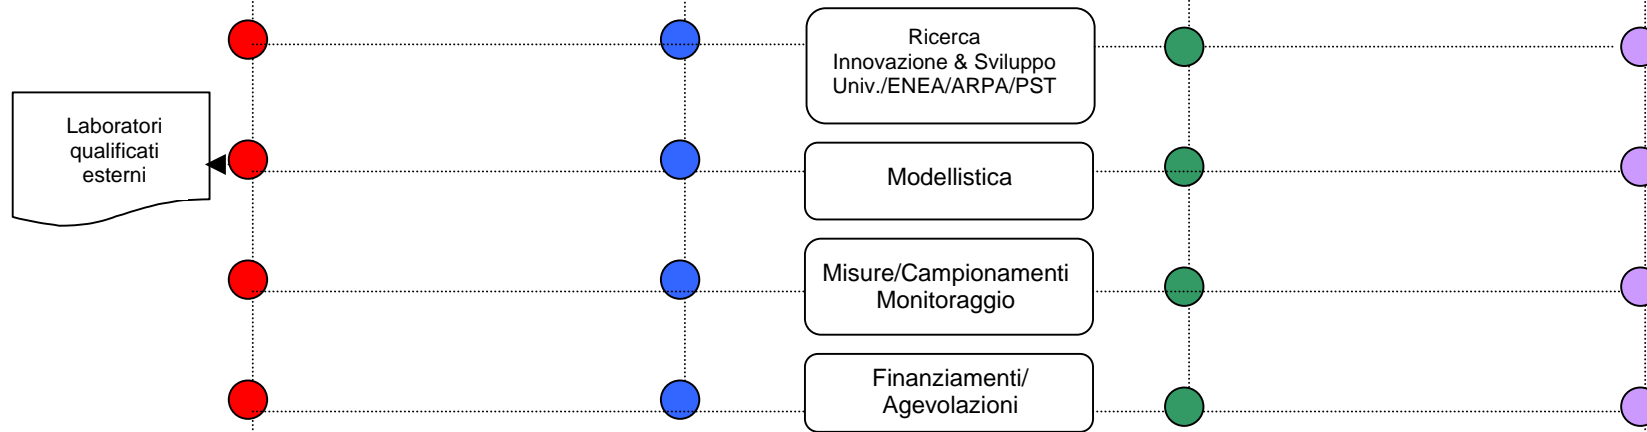 Ricerca
Innovazione & Sviluppo
Univ./ENEA/ARPA/PST
Laboratori
qualificati
esterni
Modellistica
Misure/Campionamenti
Monitoraggio
Finanziamenti/
Agevolazioni